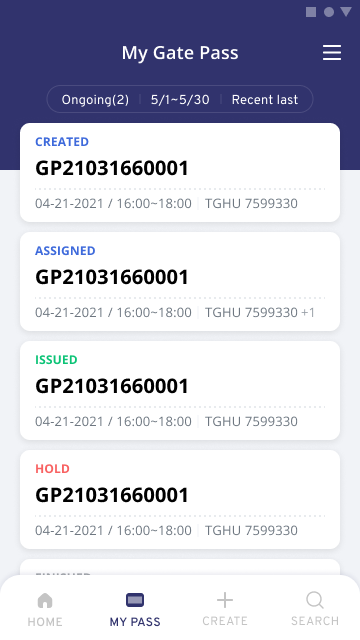 My Gate Pass
Ongoing(2) 5/1~5/30 Recent last
CREATED
GP21031660001
04-21-2021 / 16:00~18:00 TGHU 7599330
ASSIGNED
GP21031660001
04-21-2021 / 16:00~18:00 TGHU 7599330 +1
ISSUED
GP21031660001
04-21-2021 / 16:00~18:00 TGHU 7599330
HOLD
GP21031660001
04-21-2021 / 16:00~18:00 TGHU 7599330
HOME MY PASS CREATE SEARCH